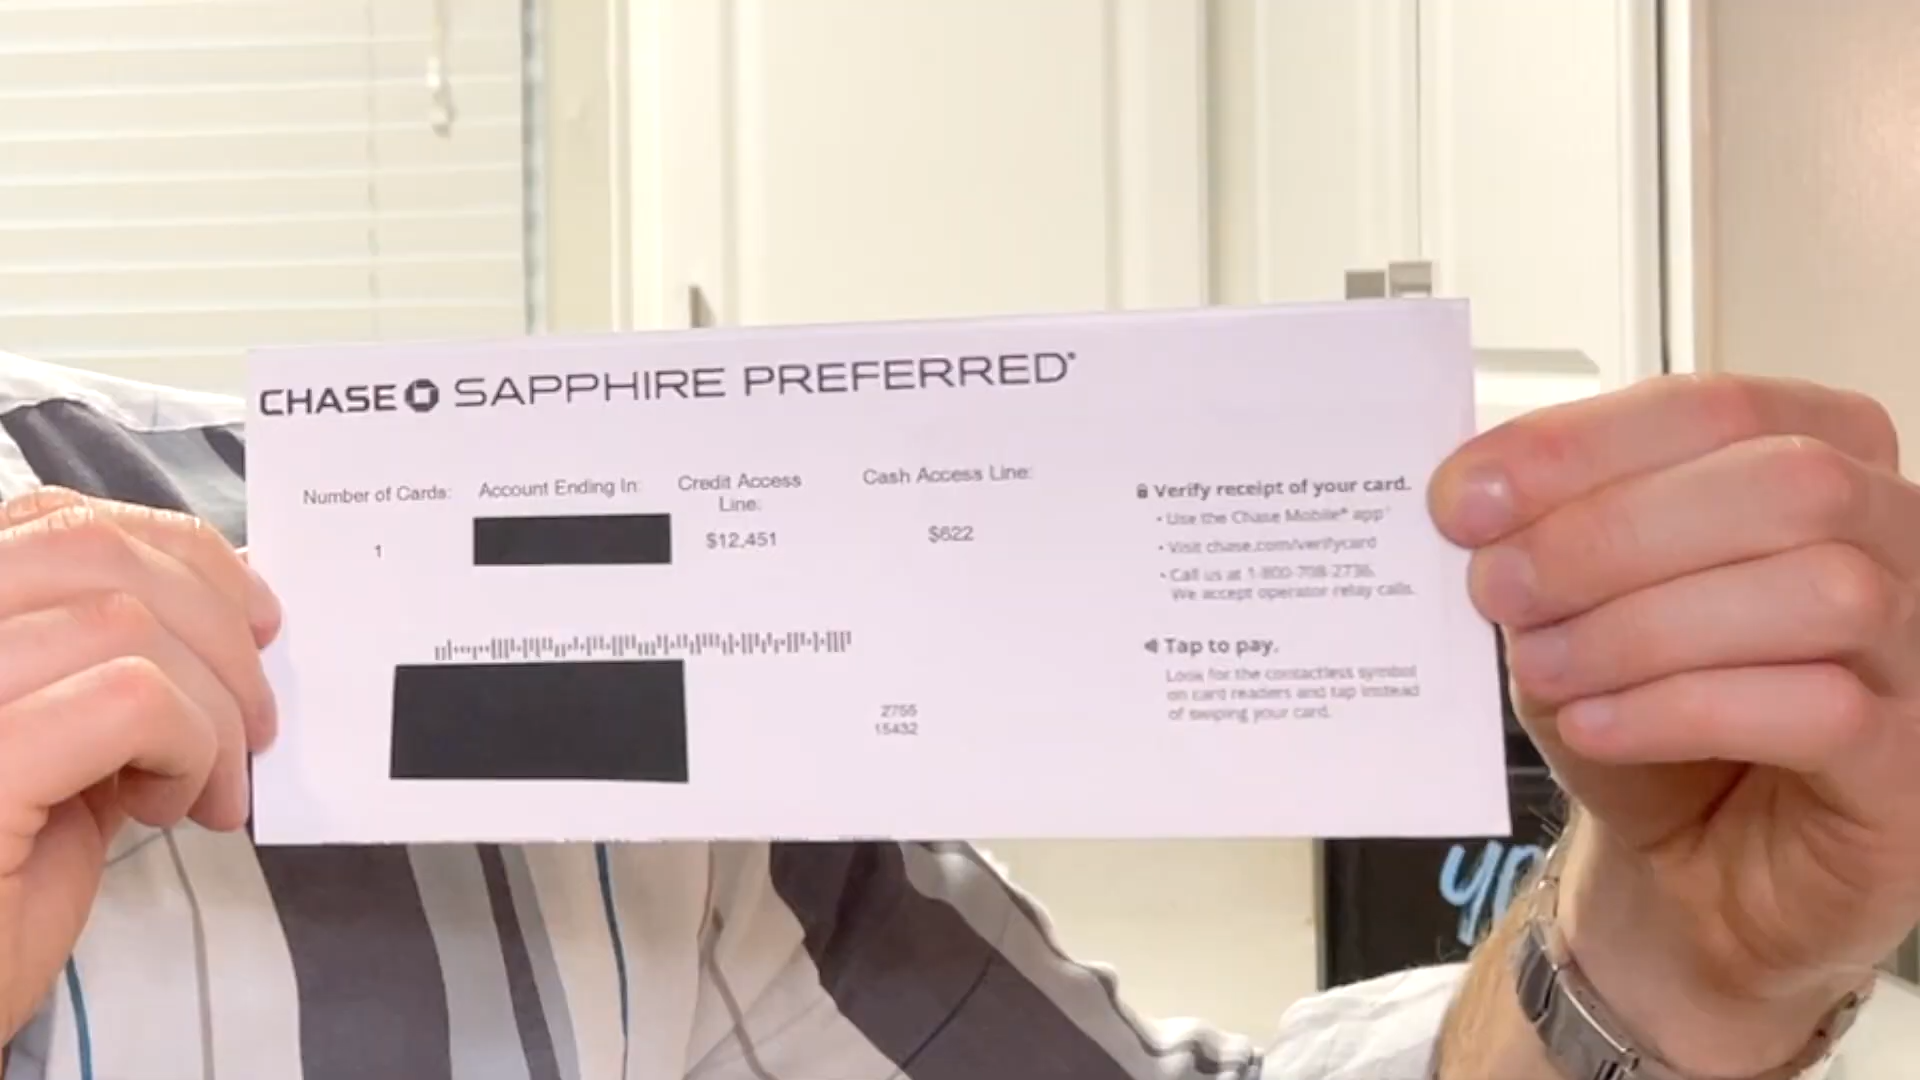 CHASE SAPPHIRE PREFERRED®
Number of Cards:
1
Account Ending In:
Credit Access
Line:
$12,451
Cash Access Line:
$622
Verify receipt of your card.
• Use the Chase Mobile® app¹
• Visit chase.com/verifycard
• Call us at 1-800-708-2736.
We accept operator relay calls.
Tap to pay.
Look for the contactless symbol
on card readers and tap instead
of swiping your card.
2755
15432